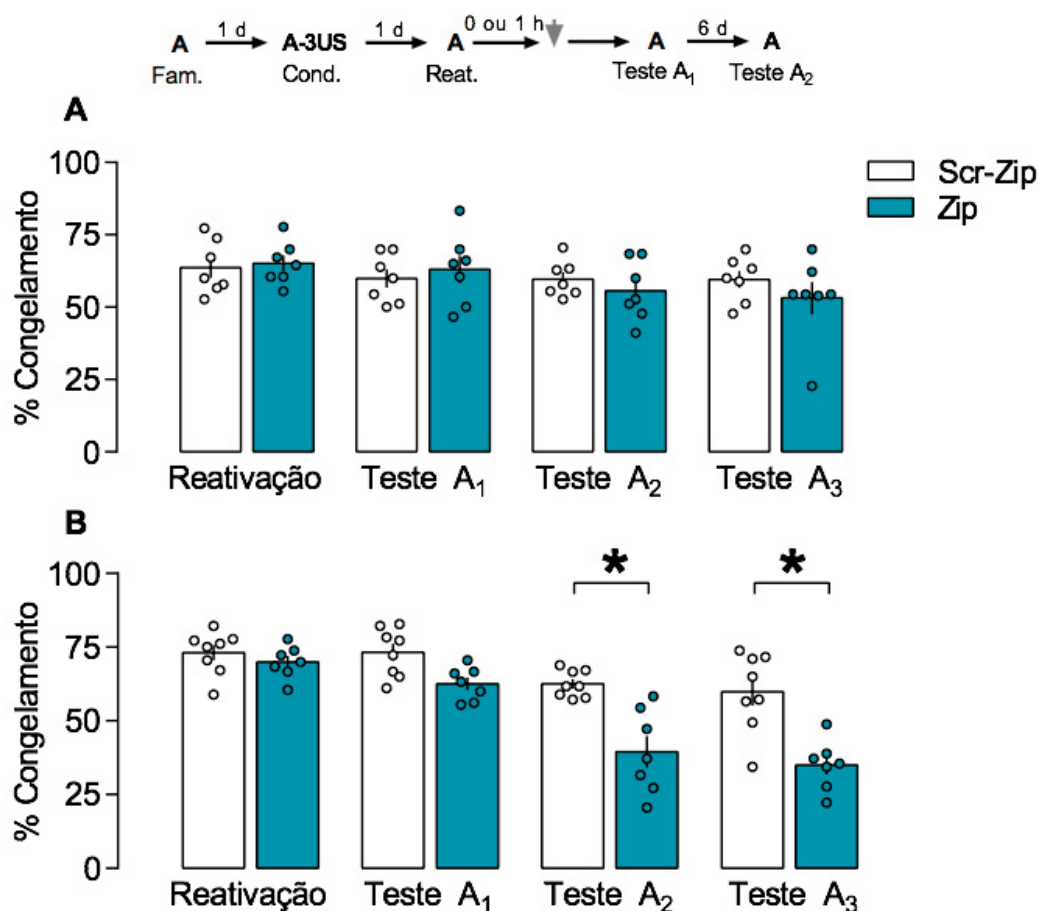 1 d 1 d 0 ou 1 h 6 d
A A-3US A A A
Fam. Cond. Reat. Teste A₁ Teste A₂
A
Scr-Zip
Zip
% Congelamento
100
75
50
25
0
Reativação Teste A₁ Teste A₂ Teste A₃
B
* *
% Congelamento
100
75
50
25
0
Reativação Teste A₁ Teste A₂ Teste A₃